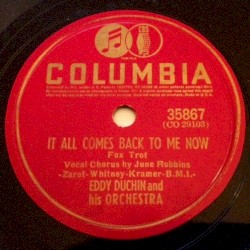 COLUMBIA
35867
(CO 29103)
IT ALL COMES BACK TO ME NOW
Fox Trot
Vocal Chorus by June Robbins
-Zaret-Whitney-Kramer-B.M.I.-
EDDY DUCHIN and
his ORCHESTRA